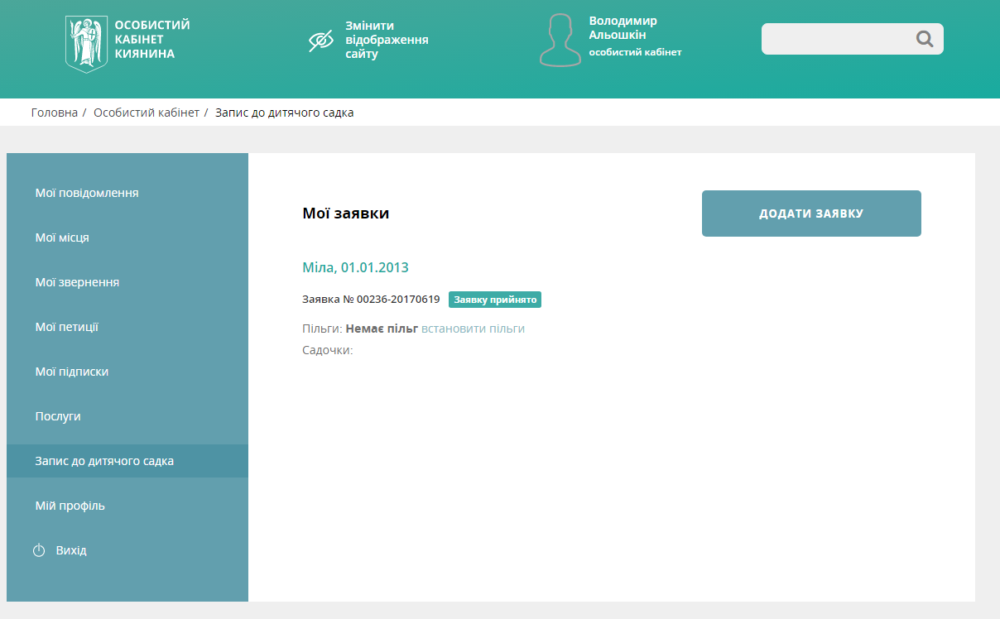 ОСОБИСТИЙ
КАБІНЕТ
КИЯНИНА
Змінити
відображення
сайту
Володимир
Альошкін
особистий кабінет
Головна / Особистий кабінет / Запис до дитячого садка
Мої повідомлення
Мої місця
Мої звернення
Мої петиції
Мої підписки
Послуги
Запис до дитячого садка
Мій профіль
Вихід
Мої заявки
ДОДАТИ ЗАЯВКУ
Міла, 01.01.2013
Заявка № 00236-20170619 Заявку прийнято
Пільги: Немає пільг встановити пільги
Садочки: